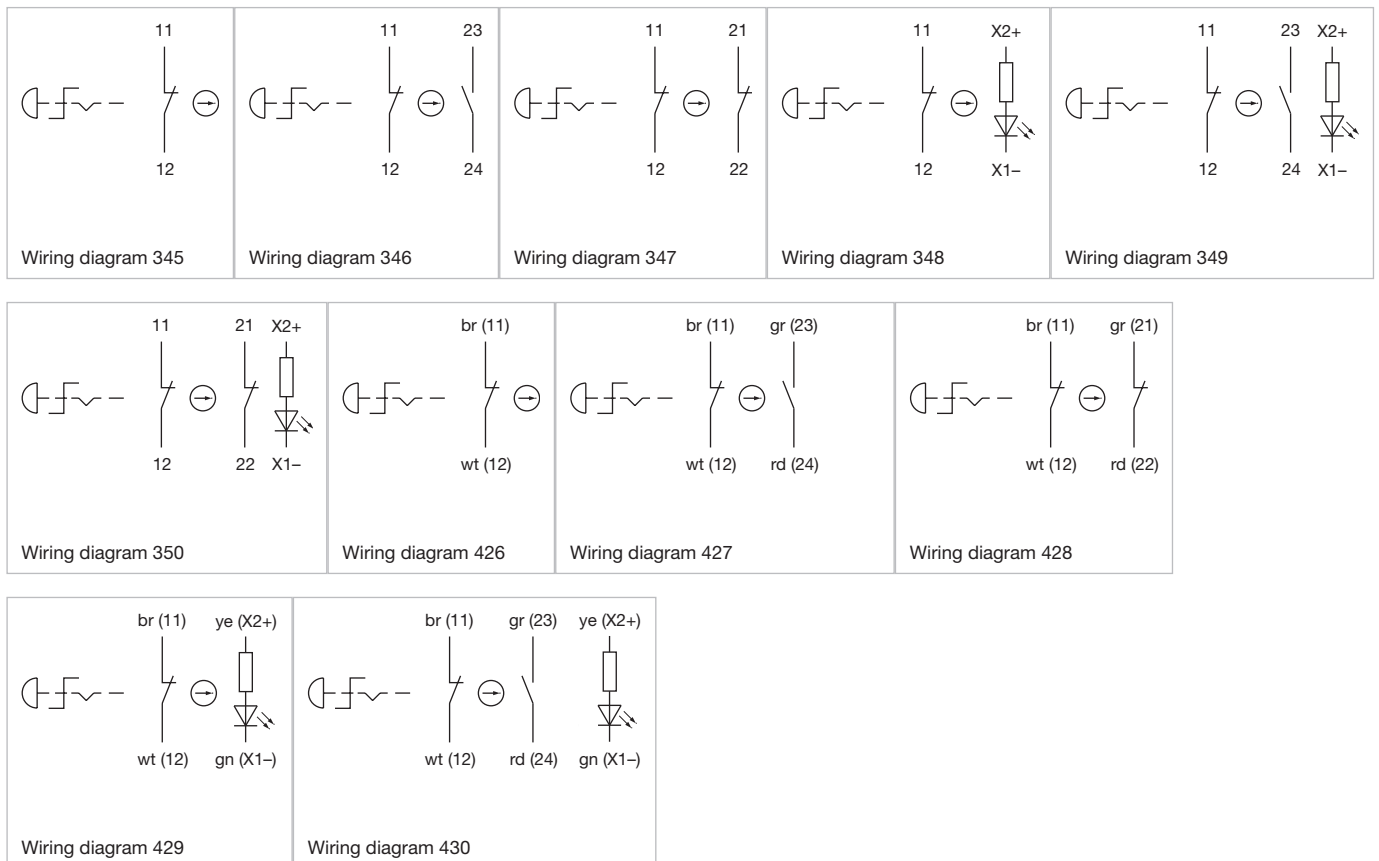 11
12
Wiring diagram 345
11 23
12 24
Wiring diagram 346
11 21
12 22
Wiring diagram 347
11 X2+
12 X1–
Wiring diagram 348
11 23 X2+
12 24 X1–
Wiring diagram 349
11 21 X2+
12 22 X1–
Wiring diagram 350
br (11)
wt (12)
Wiring diagram 426
br (11) gr (23)
wt (12) rd (24)
Wiring diagram 427
br (11) gr (21)
wt (12) rd (22)
Wiring diagram 428
br (11) ye (X2+)
wt (12) gn (X1–)
Wiring diagram 429
br (11) gr (23) ye (X2+)
wt (12) rd (24) gn (X1–)
Wiring diagram 430